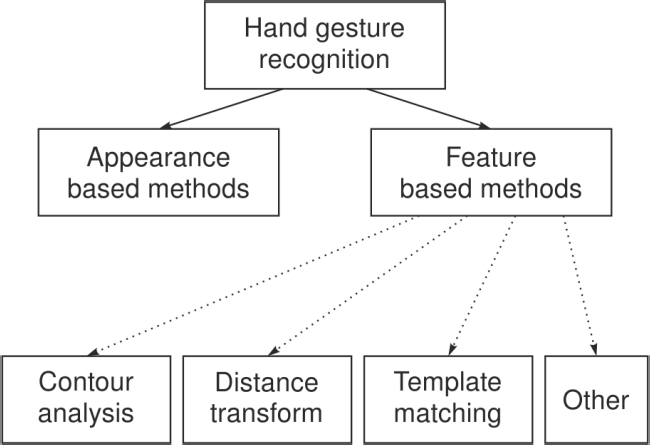 Hand gesture
recognition
Appearance
based methods
Feature
based methods
Contour
analysis
Distance
transform
Template
matching
Other